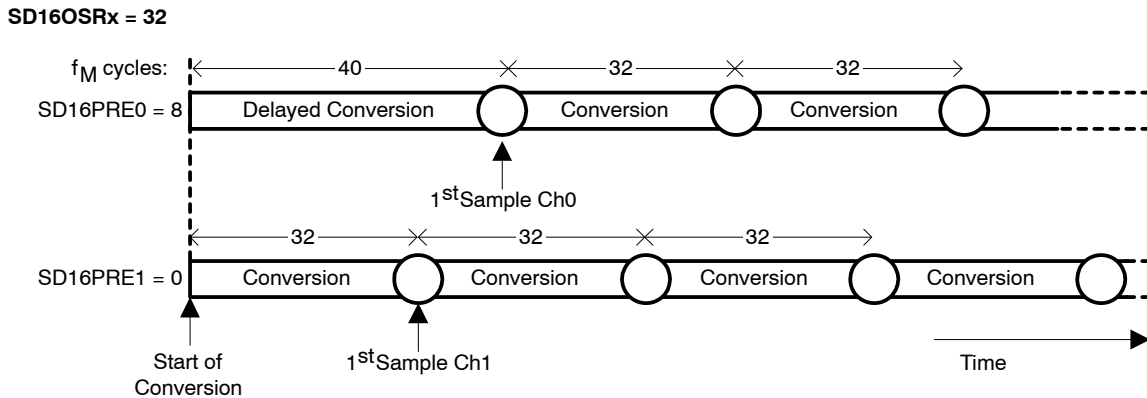 SD16OSRx = 32
f_M cycles:
40
32
32
SD16PRE0 = 8
Delayed Conversion
Conversion
Conversion
1st Sample Ch0
32
32
32
SD16PRE1 = 0
Conversion
Conversion
Conversion
Conversion
Start of
Conversion
1st Sample Ch1
Time